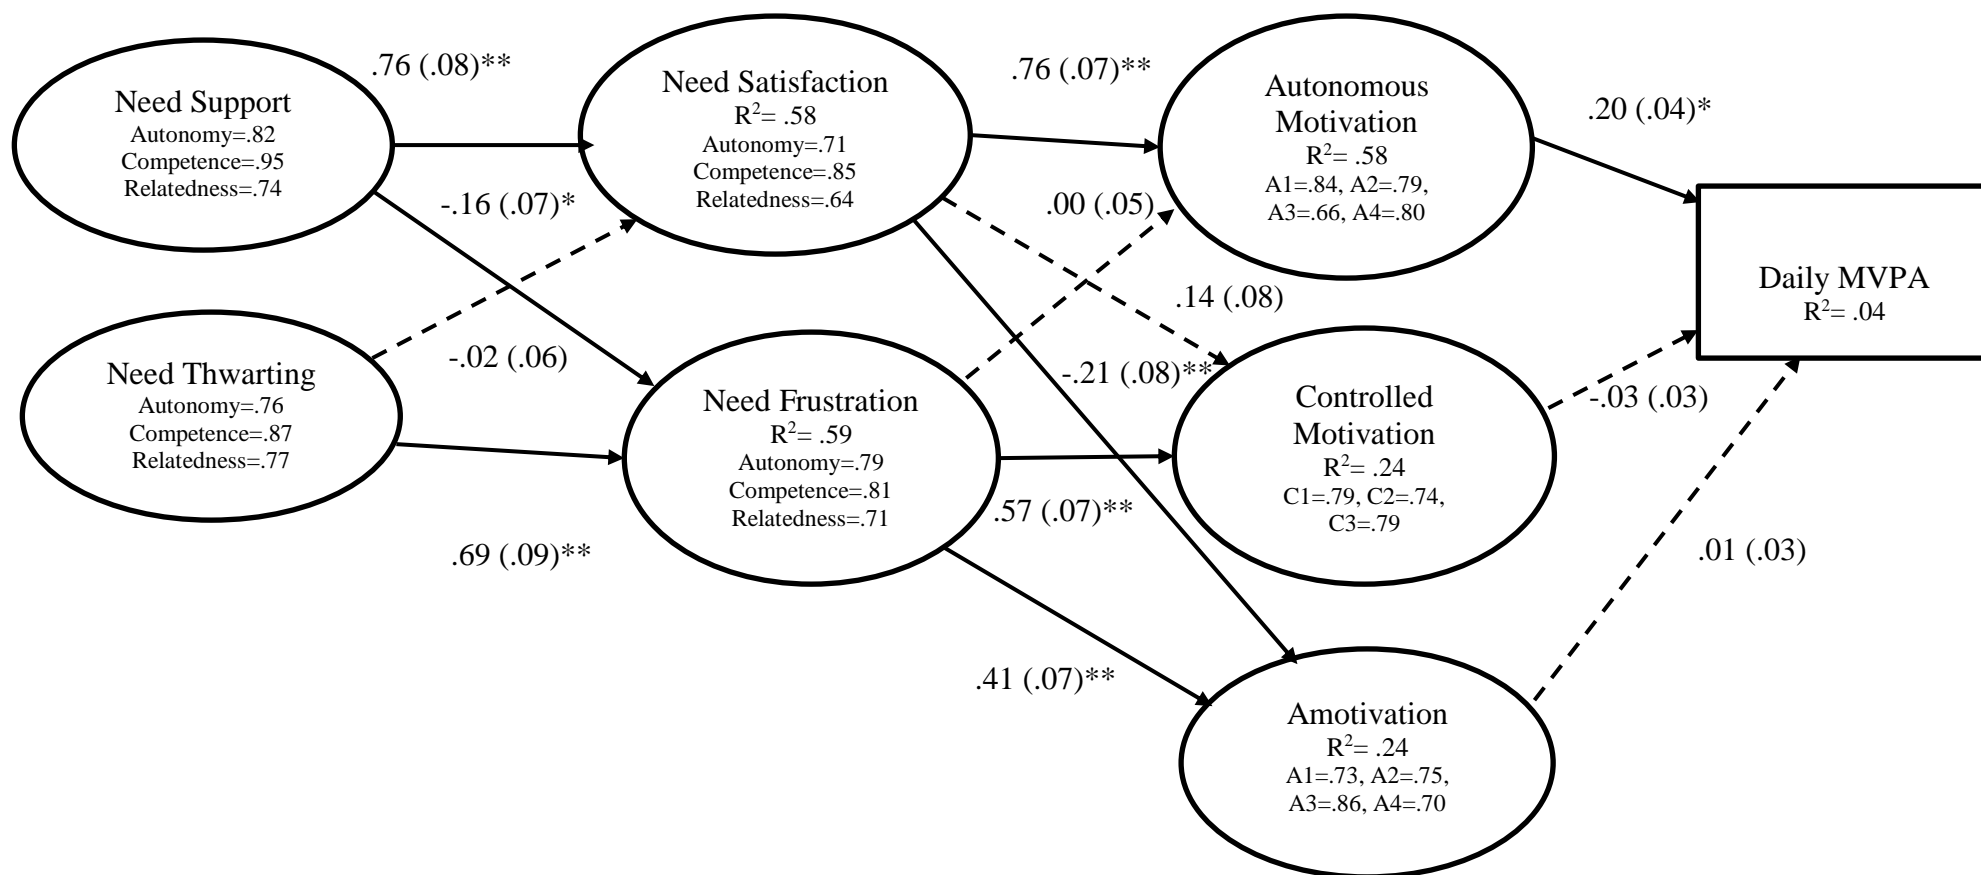 Need Support
Autonomy=.82
Competence=.95
Relatedness=.74
.76 (.08)**
Need Satisfaction
R²= .58
Autonomy=.71
Competence=.85
Relatedness=.64
.76 (.07)**
Autonomous
Motivation
R²= .58
A1=.84, A2=.79,
A3=.66, A4=.80
.20 (.04)*
-.16 (.07)*
.00 (.05)
Daily MVPA
R²= .04
.14 (.08)
Need Thwarting
Autonomy=.76
Competence=.87
Relatedness=.77
-.02 (.06)
Need Frustration
R²= .59
Autonomy=.79
Competence=.81
Relatedness=.71
-.21 (.08)**
Controlled
Motivation
R²= .24
C1=.79, C2=.74,
C3=.79
-.03 (.03)
.57 (.07)**
.69 (.09)**
.01 (.03)
.41 (.07)**
Amotivation
R²= .24
A1=.73, A2=.75,
A3=.86, A4=.70